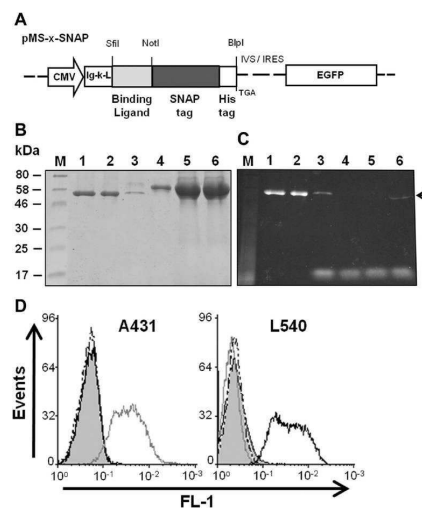 A
pMS-x-SNAP
SfiI NotI BlpI IVS/ IRES
CMV Ig-k-L EGFP
TGA
Binding Ligand SNAP tag His tag
B C
kDa M 1 2 3 4 5 6 M 1 2 3 4 5 6
80
58
46
30
25
17
D
A431 L540
96 96
64 64
32 32
0 0
10⁰ 10⁻¹ 10⁻² 10⁻³ 10⁰ 10⁻¹ 10⁻² 10⁻³
Events
FL-1